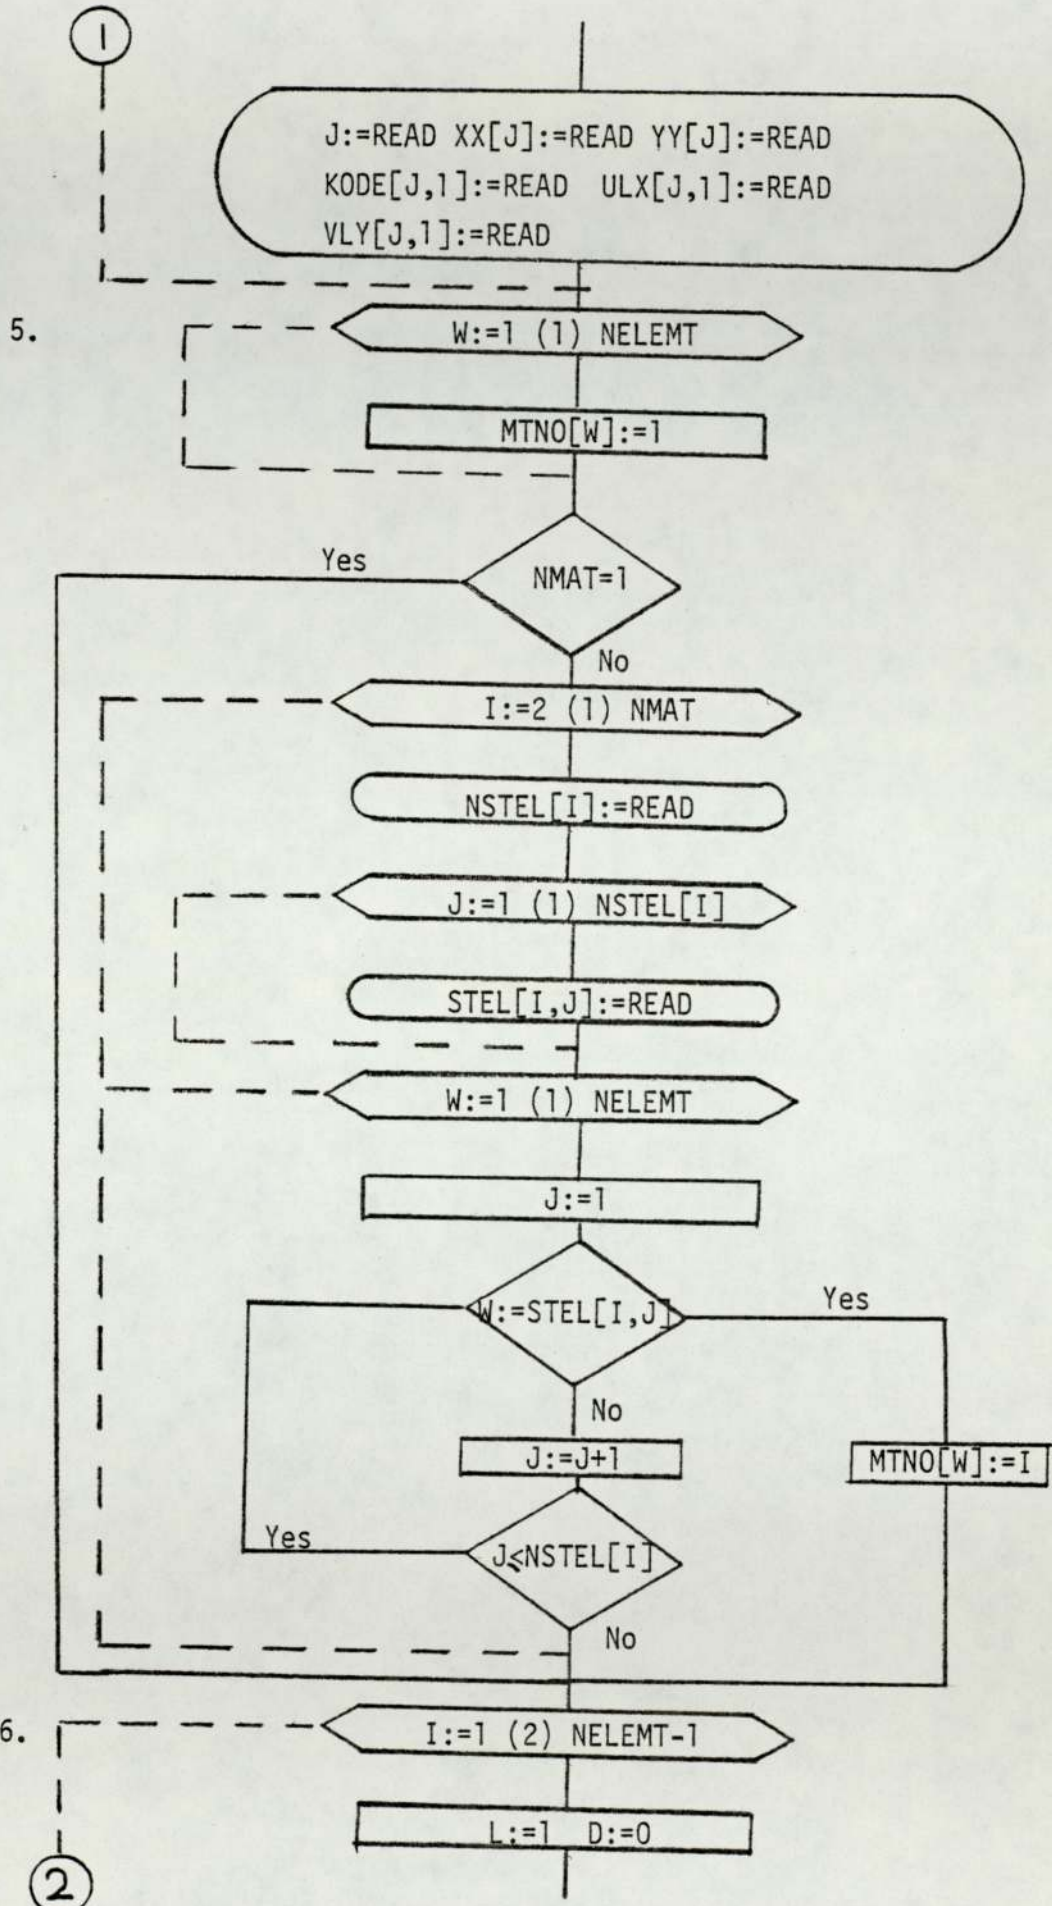 1
J:=READ XX[J]:=READ YY[J]:=READ
KODE[J,1]:=READ ULX[J,1]:=READ
VLY[J,1]:=READ
5.
W:=1 (1) NELEMT
MTNO[W]:=1
Yes
NMAT=1
No
I:=2 (1) NMAT
NSTEL[I]:=READ
J:=1 (1) NSTEL[I]
STEL[I,J]:=READ
W:=1 (1) NELEMT
J:=1
W:=STEL[I,J]
Yes
No
J:=J+1
MTNO[W]:=I
Yes
J≤NSTEL[I]
No
6.
I:=1 (2) NELEMT-1
L:=1 D:=0
2